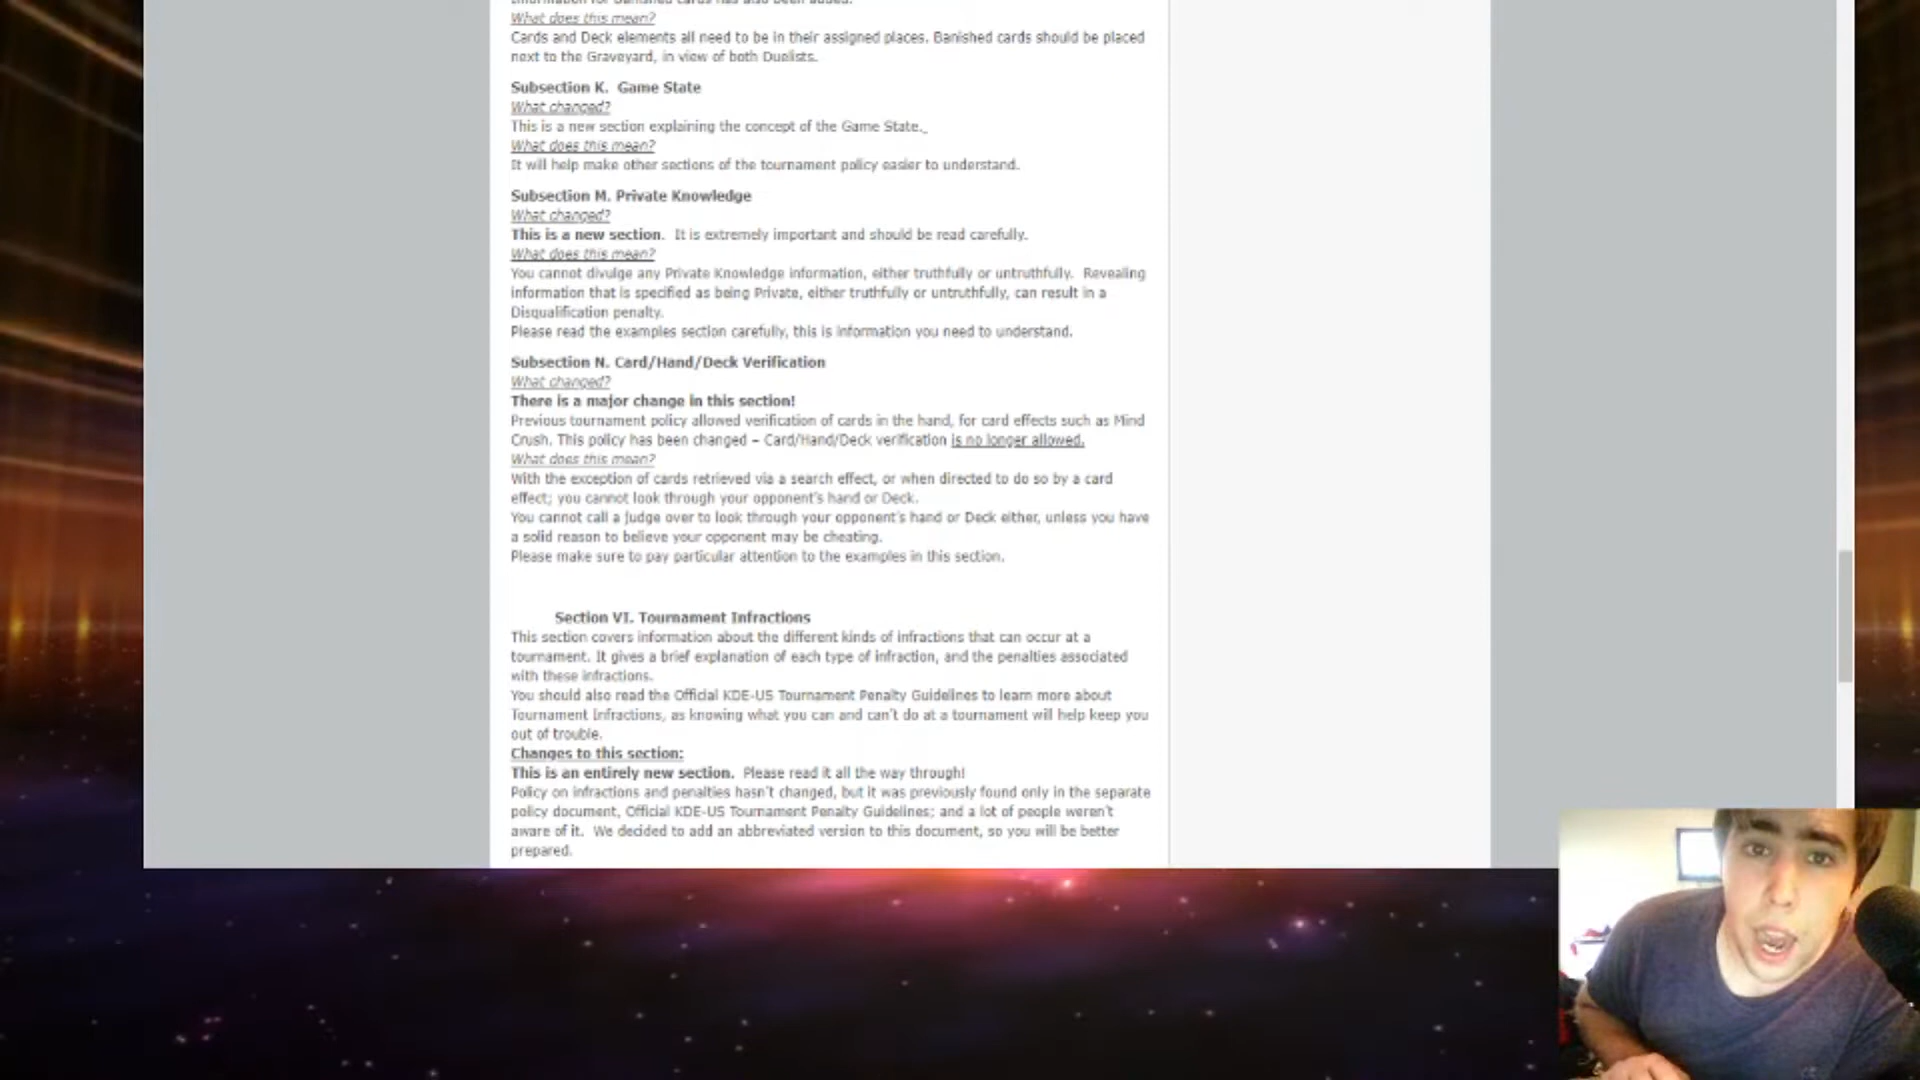 What does this mean?
Cards and Deck elements all need to be in their assigned places. Banished cards should be placed
next to the Graveyard, in view of both Duelists.
Subsection K.  Game State
What changed?
This is a new section explaining the concept of the Game State.
What does this mean?
It will help make other sections of the tournament policy easier to understand.
Subsection M. Private Knowledge
What changed?
This is a new section.  It is extremely important and should be read carefully.
What does this mean?
You cannot divulge any Private Knowledge information, either truthfully or untruthfully.  Revealing
information that is specified as being Private, either truthfully or untruthfully, can result in a
Disqualification penalty.
Please read the examples section carefully, this is information you need to understand.
Subsection N. Card/Hand/Deck Verification
What changed?
There is a major change in this section!
Previous tournament policy allowed verification of cards in the hand, for card effects such as Mind
Crush. This policy has been changed – Card/Hand/Deck verification is no longer allowed.
What does this mean?
With the exception of cards retrieved via a search effect, or when directed to do so by a card
effect; you cannot look through your opponent's hand or Deck.
You cannot call a judge over to look through your opponent's hand or Deck either, unless you have
a solid reason to believe your opponent may be cheating.
Please make sure to pay particular attention to the examples in this section.
Section VI. Tournament Infractions
This section covers information about the different kinds of infractions that can occur at a
tournament. It gives a brief explanation of each type of infraction, and the penalties associated
with these infractions.
You should also read the Official KDE-US Tournament Penalty Guidelines to learn more about
Tournament Infractions, as knowing what you can and can't do at a tournament will help keep you
out of trouble.
Changes to this section:
This is an entirely new section.  Please read it all the way through!
Policy on infractions and penalties hasn't changed, but it was previously found only in the separate
policy document, Official KDE-US Tournament Penalty Guidelines; and a lot of people weren't
aware of it.  We decided to add an abbreviated version to this document, so you will be better
prepared.